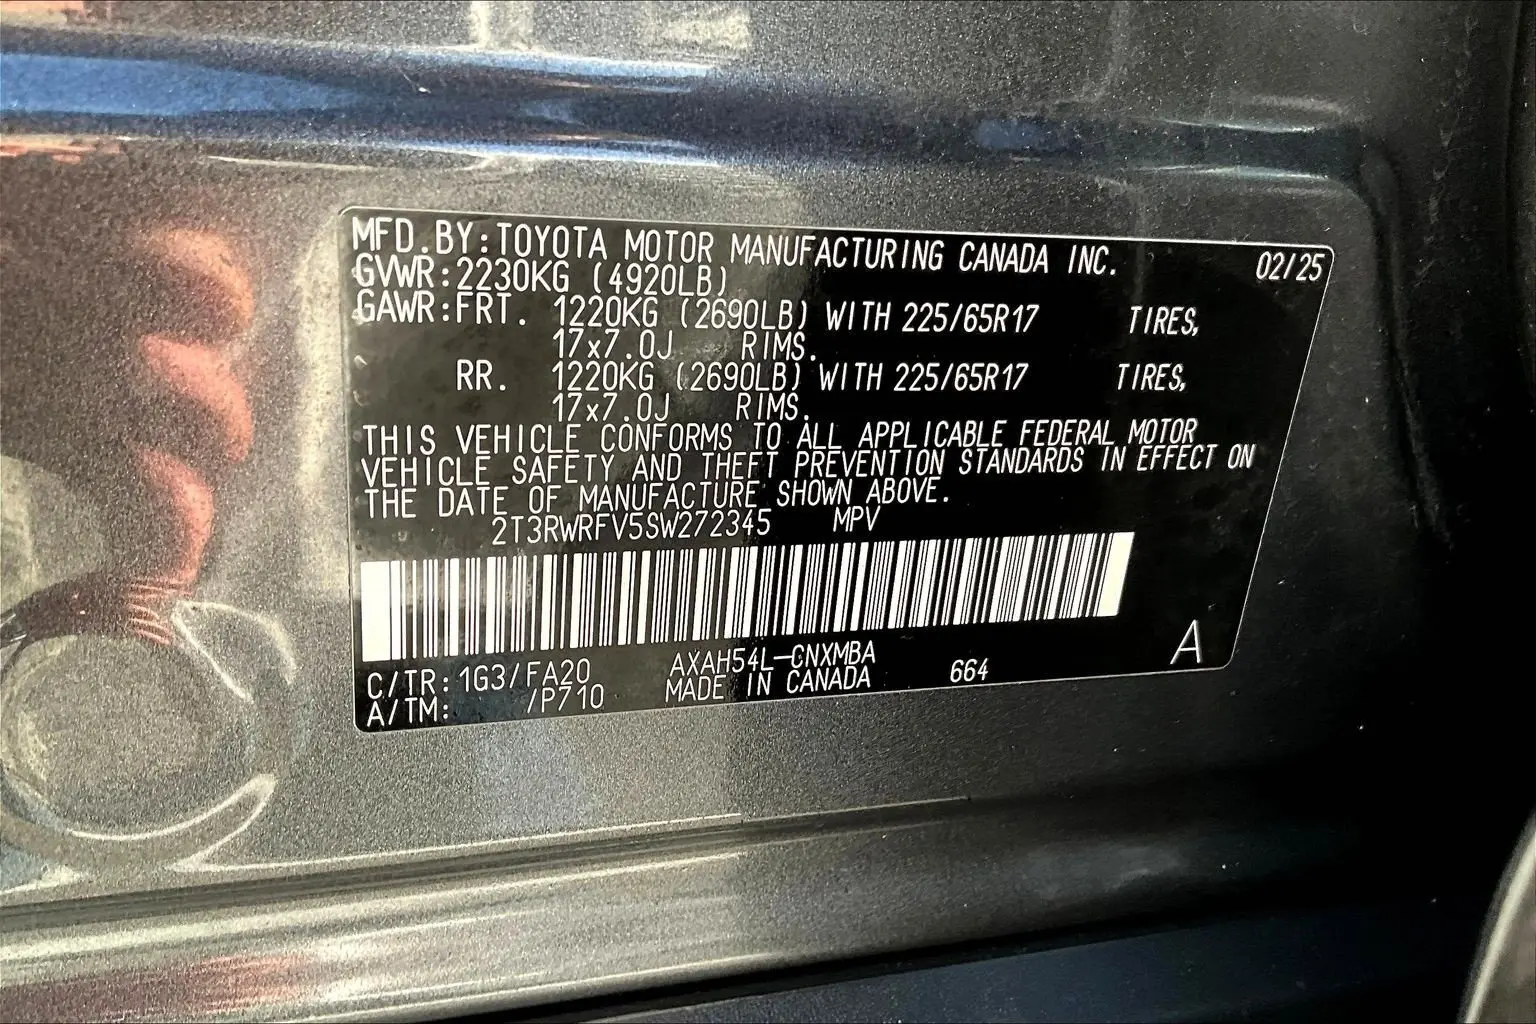 MFD.BY:TOYOTA MOTOR MANUFACTURING CANADA INC. 02/25
GVWR:2230KG (4920LB)
GAWR:FRT. 1220KG (2690LB) WITH 225/65R17 TIRES,
17x7.0J RIMS.
RR. 1220KG (2690LB) WITH 225/65R17 TIRES,
17x7.0J RIMS.
THIS VEHICLE CONFORMS TO ALL APPLICABLE FEDERAL MOTOR
VEHICLE SAFETY AND THEFT PREVENTION STANDARDS IN EFFECT ON
THE DATE OF MANUFACTURE SHOWN ABOVE.
2T3RWRFV5SW272345 MPV
C/TR:1G3/FA20 AXAH54L-CNXMBA 664 A
A/TM: /P710 MADE IN CANADA